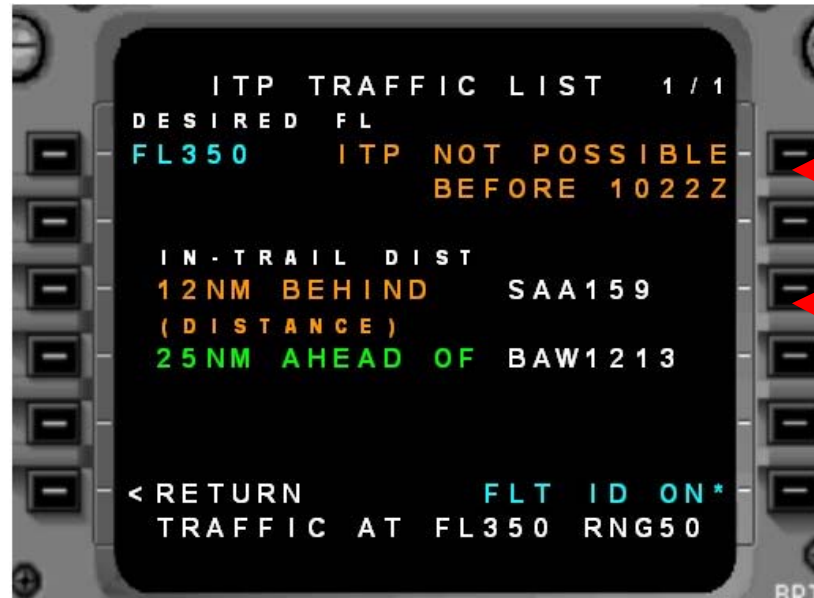 ITP TRAFFIC LIST 1/1
DESIRED FL
FL350 ITP NOT POSSIBLE
BEFORE 1022Z
IN-TRAIL DIST
12NM BEHIND SAA159
(DISTANCE)
25NM AHEAD OF BAW1213
<RETURN FLT ID ON*
TRAFFIC AT FL350 RNG50